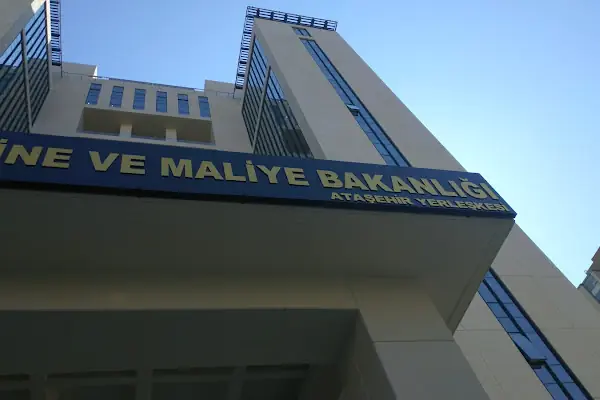 İNE VE MALİYE BAKANLIĞI
ATAŞEHİR YERLEŞKESİ